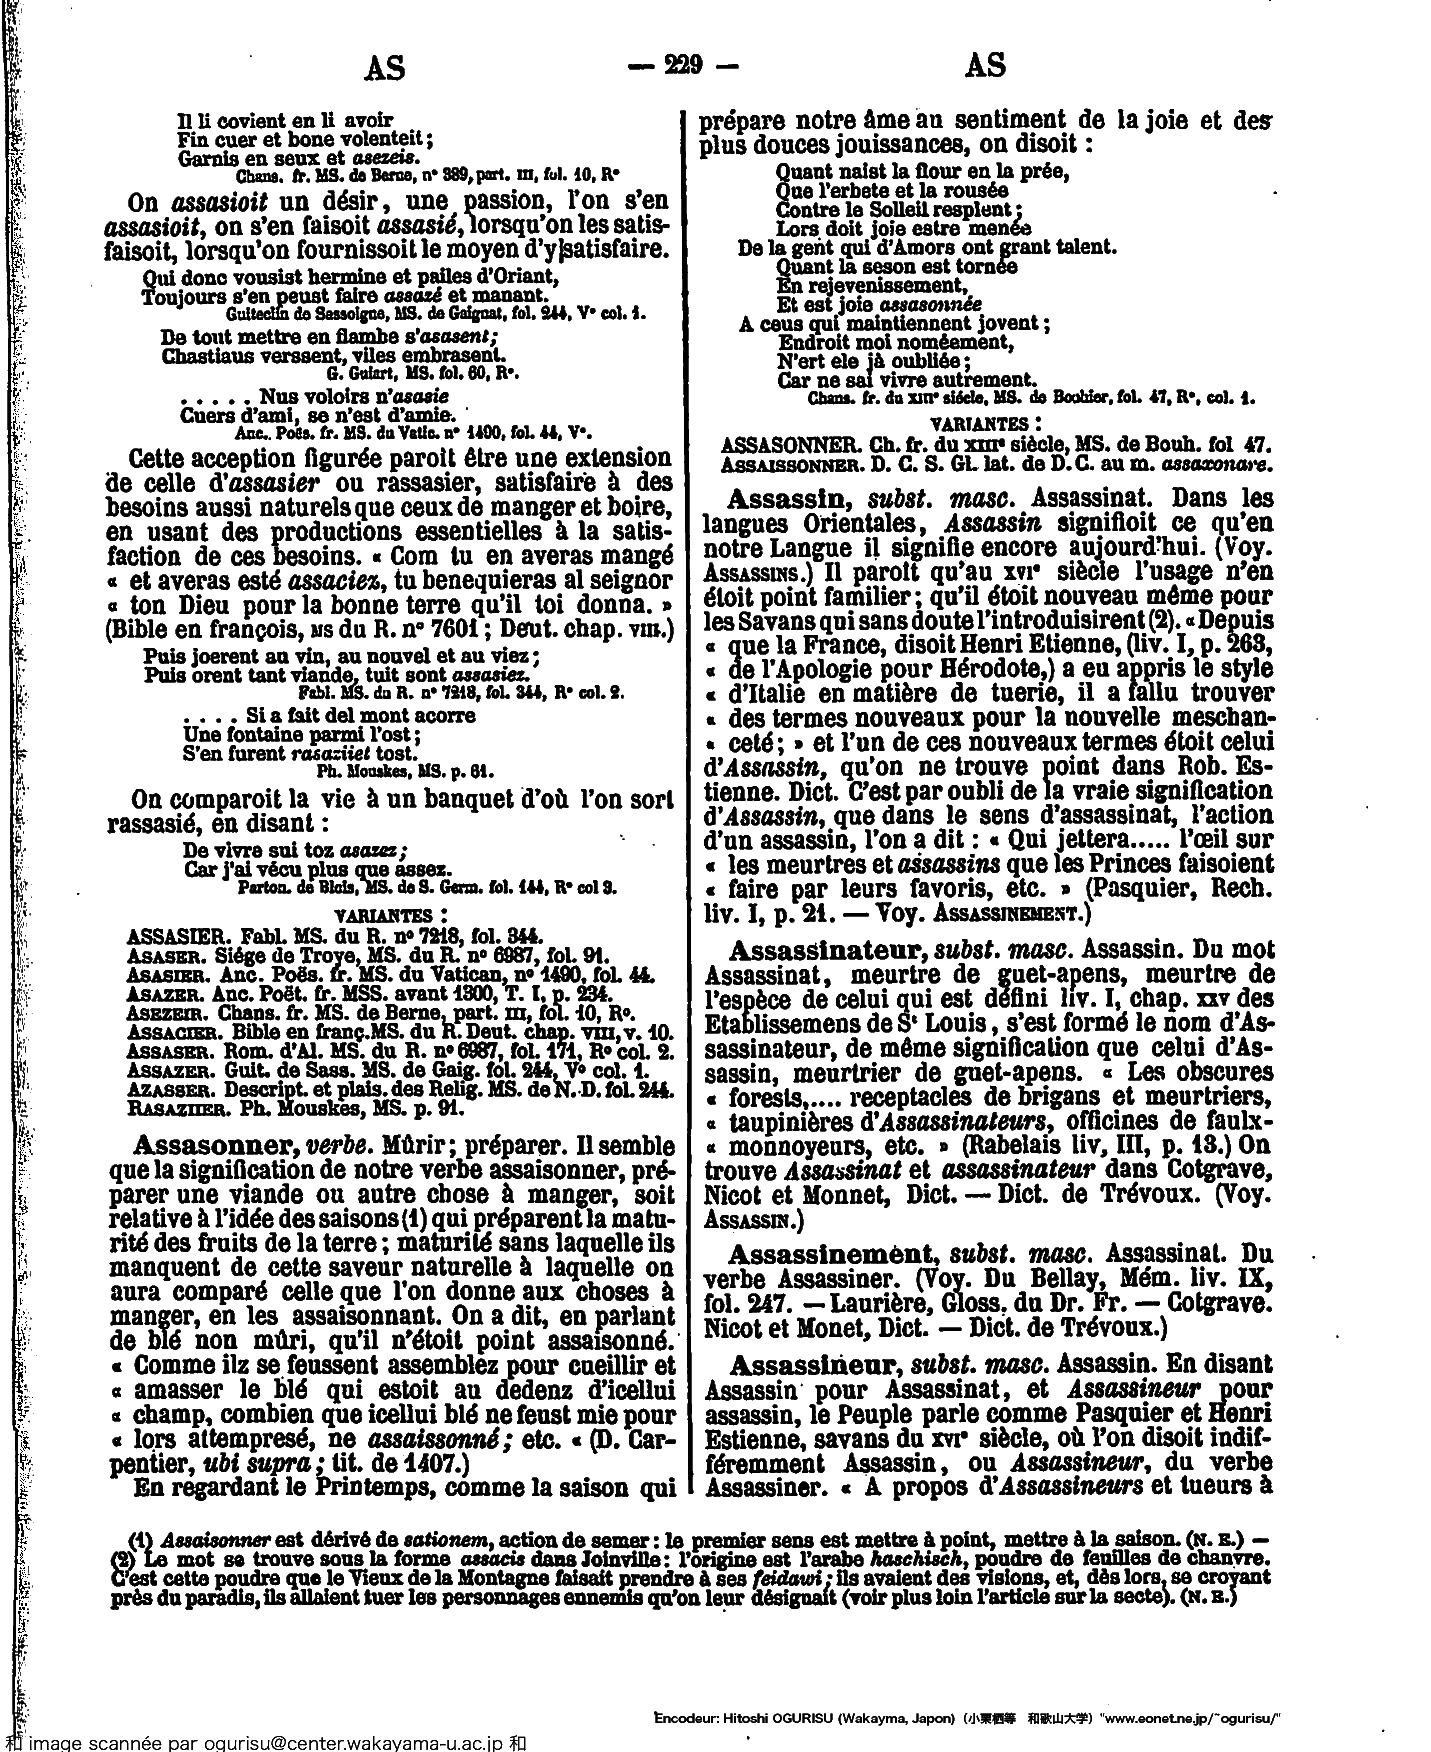 AS — 229 — AS
Il li covient en li avoir
Fin cuer et bone volenteit ;
Garnis en seux et asezeis.
Chans. fr. MS. de Berne, n° 389, part. III, fol. 10, R°
On assasioit un désir, une passion, l'on s'en
assasioit, on s'en faisoit assasié, lorsqu'on les satis-
faisoit, lorsqu'on fournissoit le moyen d'y satisfaire.
Qui donc vousist hermine et pailes d'Oriant,
Toujours s'en peust faire assazé et manant.
Guiteclin de Sassoigne, MS. de Gaignat, fol. 244, V° col. 1.
De tout mettre en flambe s'asasent;
Chastiaus verssent, viles embrasent.
G. Guiart, MS. fol. 60, R°.
. . . . . Nus voloirs n'asasie
Cuers d'ami, se n'est d'amie.
Anc. Poës. fr. MS. du Vatic. n° 1490, fol. 44, V°.
Cette acception figurée paroit être une extension
de celle d'assasier ou rassasier, satisfaire à des
besoins aussi naturels que ceux de manger et boire,
en usant des productions essentielles à la satis-
faction de ces besoins. « Com tu en averas mangé
« et averas esté assaciez, tu benequieras al seignor
« ton Dieu pour la bonne terre qu'il toi donna. »
(Bible en françois, MS du R. n° 7601 ; Deut. chap. VIII.)
Puis joerent au vin, au nouvel et au viez ;
Puis orent tant viande, tuit sont assasiez.
Fabl. MS. du R. n° 7218, fol. 344, R° col. 2.
. . . . Si a fait del mont acorre
Une fontaine parmi l'ost ;
S'en furent rasaziiet tost.
Ph. Mouskes, MS. p. 61.
On comparoit la vie à un banquet d'où l'on sort
rassasié, en disant :
De vivre sui toz asazez ;
Car j'ai vécu plus que assez.
Parton. de Blois, MS. de S. Germ. fol. 144, R° col 3.
VARIANTES :
ASSASIER. Fabl. MS. du R. n° 7218, fol. 344.
ASASER. Siége de Troye, MS. du R. n° 6987, fol. 91.
ASASIER. Anc. Poës. fr. MS. du Vatican, n° 1490, fol. 44.
ASAZER. Anc. Poët. fr. MSS. avant 1300, T. I, p. 234.
ASEZEIR. Chans. fr. MS. de Berne, part. III, fol. 10, R°.
ASSACIER. Bible en franç. MS. du R. Deut. chap. VIII, v. 10.
ASSASER. Rom. d'Al. MS. du R. n° 6987, fol. 171, R° col. 2.
ASSAZER. Guit. de Sass. MS. de Gaig. fol. 244, V° col. 1.
AZASSER. Descript. et plais. des Relig. MS. de N.-D. fol. 244.
RASAZIIER. Ph. Mouskes, MS. p. 91.
Assasonner, verbe. Mûrir ; préparer. Il semble
que la signification de notre verbe assaisonner, pré-
parer une viande ou autre chose à manger, soit
relative à l'idée des saisons (1) qui préparent la matu-
rité des fruits de la terre ; maturité sans laquelle ils
manquent de cette saveur naturelle à laquelle on
aura comparé celle que l'on donne aux choses à
manger, en les assaisonnant. On a dit, en parlant
de blé non mûri, qu'il n'étoit point assaisonné.
« Comme ilz se feussent assemblez pour cueillir et
« amasser le blé qui estoit au dedenz d'icellui
« champ, combien que icellui blé ne feust mie pour
« lors attempresé, ne assaissonné ; etc. « (D. Car-
pentier, ubi supra ; tit. de 1407.)
En regardant le Printemps, comme la saison qui
prépare notre âme au sentiment de la joie et des
plus douces jouissances, on disoit :
Quant naist la flour en la prée,
Que l'erbete et la rousée
Contre le Solleil resplent ;
Lors doit joie estre menée
De la gent qui d'Amors ont grant talent.
Quant la seson est tornée
En rejevenissement,
Et est joie assasonnée
A ceus qui maintiennent jovent ;
Endroit moi noméement,
N'ert ele jà oubliée ;
Car ne sai vivre autrement.
Chans. fr. du XIII° siécle, MS. de Bouhier, fol. 47, R°, col. 1.
VARIANTES :
ASSASONNER. Ch. fr. du XIII° siècle, MS. de Bouh. fol 47.
ASSAISSONNER. D. C. S. Gl. lat. de D. C. au m. assaxonare.
Assassin, subst. masc. Assassinat. Dans les
langues Orientales, Assassin signifioit ce qu'en
notre Langue il signifie encore aujourd'hui. (Voy.
ASSASSINS.) Il paroit qu'au XVI° siècle l'usage n'en
étoit point familier ; qu'il étoit nouveau même pour
les Savans qui sans doute l'introduisirent (2). « Depuis
« que la France, disoit Henri Etienne, (liv. I, p. 263,
« de l'Apologie pour Hérodote,) a eu appris le style
« d'Italie en matière de tuerie, il a fallu trouver
« des termes nouveaux pour la nouvelle meschan-
« ceté ; » et l'un de ces nouveaux termes étoit celui
d'Assassin, qu'on ne trouve point dans Rob. Es-
tienne. Dict. C'est par oubli de la vraie signification
d'Assassin, que dans le sens d'assassinat, l'action
d'un assassin, l'on a dit : « Qui jettera..... l'œil sur
« les meurtres et assassins que les Princes faisoient
« faire par leurs favoris, etc. » (Pasquier, Rech.
liv. I, p. 21. — Voy. ASSASSINEMENT.)
Assassinateur, subst. masc. Assassin. Du mot
Assassinat, meurtre de guet-apens, meurtre de
l'espèce de celui qui est défini liv. I, chap. XXV des
Etablissemens de St Louis, s'est formé le nom d'As-
sassinateur, de même signification que celui d'As-
sassin, meurtrier de guet-apens. « Les obscures
« forests,.... receptacles de brigans et meurtriers,
« taupinières d'Assassinateurs, officines de faulx-
« monnoyeurs, etc. » (Rabelais liv, III, p. 13.) On
trouve Assassinat et assassinateur dans Cotgrave,
Nicot et Monnet, Dict. — Dict. de Trévoux. (Voy.
ASSASSIN.)
Assassinement, subst. masc. Assassinat. Du
verbe Assassiner. (Voy. Du Bellay, Mém. liv. IX,
fol. 247. — Laurière, Gloss. du Dr. Fr. — Cotgrave.
Nicot et Monet, Dict. — Dict. de Trévoux.)
Assassineur, subst. masc. Assassin. En disant
Assassin pour Assassinat, et Assassineur pour
assassin, le Peuple parle comme Pasquier et Henri
Estienne, savans du XVI° siècle, où l'on disoit indif-
féremment Assassin, ou Assassineur, du verbe
Assassiner. « A propos d'Assassineurs et tueurs à
(1) Assaisonner est dérivé de sationem, action de semer : le premier sens est mettre à point, mettre à la saison. (N. E.) —
(2) Le mot se trouve sous la forme assacis dans Joinville : l'origine est l'arabe haschisch, poudre de feuilles de chanvre.
C'est cette poudre que le Vieux de la Montagne faisait prendre à ses feidawi ; ils avaient des visions, et, dès lors, se croyant
près du paradis, ils allaient tuer les personnages ennemis qu'on leur désignait (voir plus loin l'article sur la secte). (N. E.)
Encodeur: Hitoshi OGURISU (Wakayma, Japon) (小栗栖等 和歌山大学) "www.eonet.ne.jp/~ogurisu/"
和 image scannée par ogurisu@center.wakayama-u.ac.jp 和